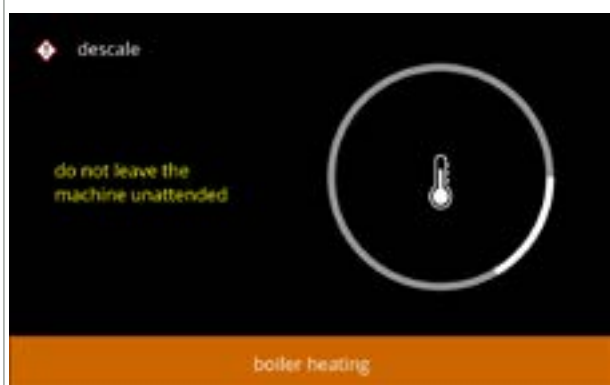 descale
do not leave the
machine unattended
boiler heating